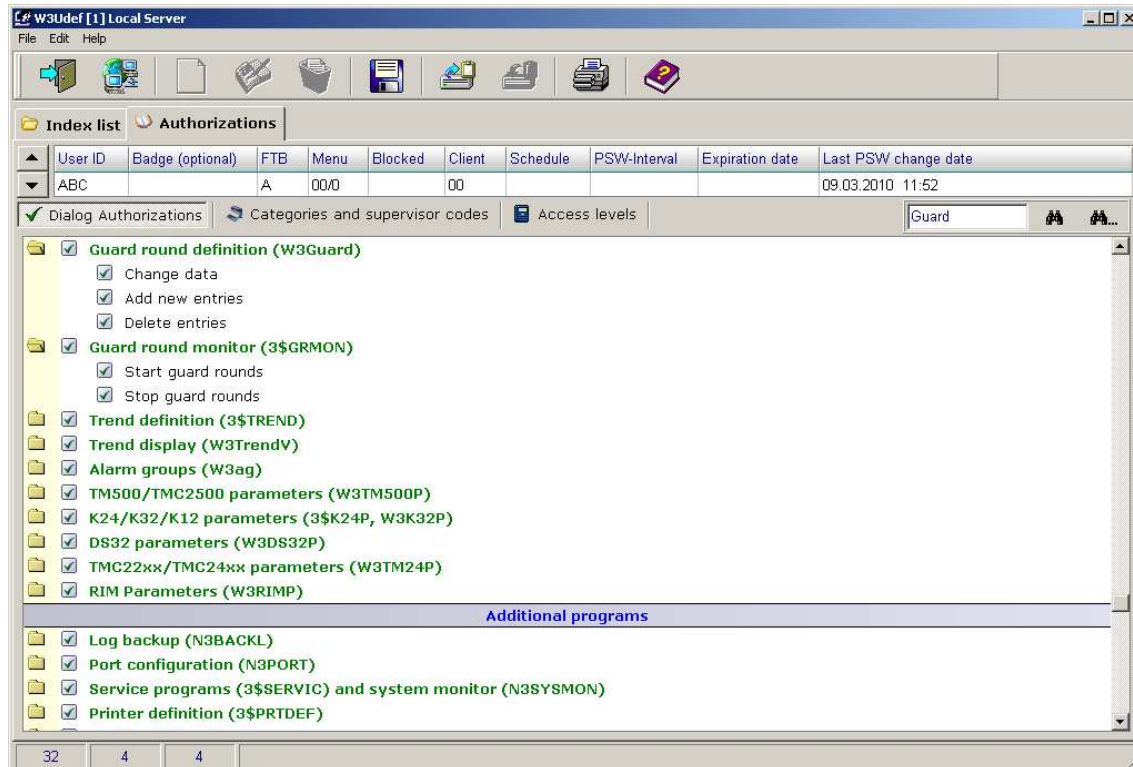 W3Udef [1] Local Server
File Edit Help
Index list Authorizations
User ID Badge (optional) FTB Menu Blocked Client Schedule PSW-Interval Expiration date Last PSW change date
ABC A 00/0 00 09.03.2010 11:52
Dialog Authorizations Categories and supervisor codes Access levels Guard ...
Guard round definition (W3Guard)
Change data
Add new entries
Delete entries
Guard round monitor (3$GRMON)
Start guard rounds
Stop guard rounds
Trend definition (3$TREND)
Trend display (W3TrendV)
Alarm groups (W3ag)
TM500/TMC2500 parameters (W3TM500P)
K24/K32/K12 parameters (3$K24P, W3K32P)
DS32 parameters (W3DS32P)
TMC22xx/TMC24xx parameters (W3TM24P)
RIM Parameters (W3RIMP)
Additional programs
Log backup (N3BACKL)
Port configuration (N3PORT)
Service programs (3$SERVIC) and system monitor (N3SYSMON)
Printer definition (3$PRTDEF)
32 4 4